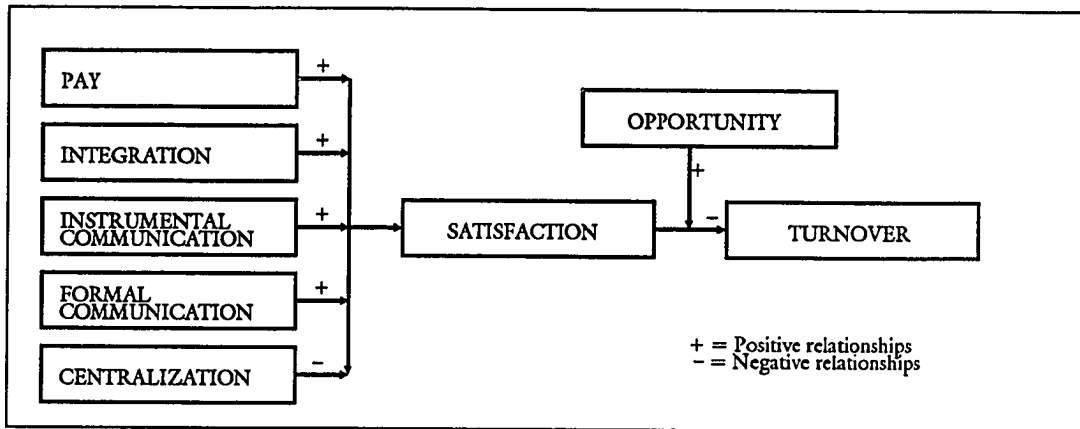 PAY
+
INTEGRATION
+
INSTRUMENTAL
COMMUNICATION
+
FORMAL
COMMUNICATION
+
CENTRALIZATION
−
SATISFACTION
OPPORTUNITY
+
−
TURNOVER
+ = Positive relationships
− = Negative relationships